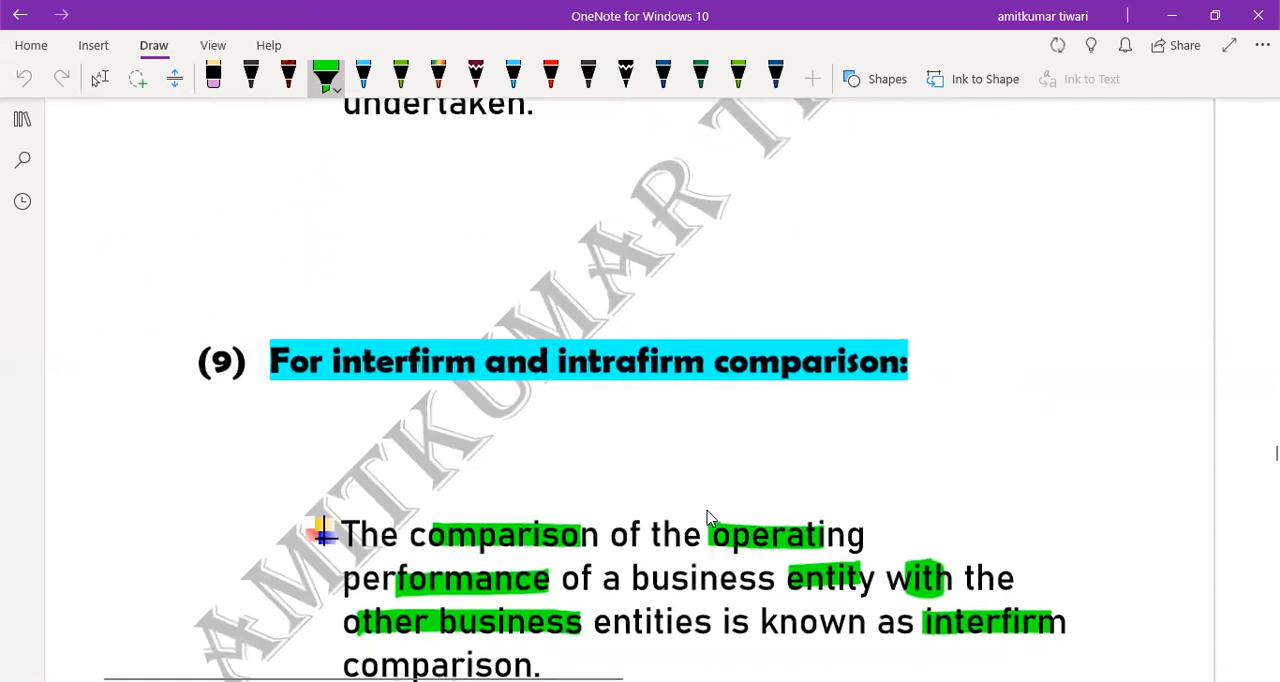 OneNote for Windows 10
amitkumar tiwari
Home Insert Draw View Help
Share
Shapes Ink to Shape Ink to Text
undertaken.
AMITKUMAR T
(9) For interfirm and intrafirm comparison:
The comparison of the operating
performance of a business entity with the
other business entities is known as interfirm
comparison.